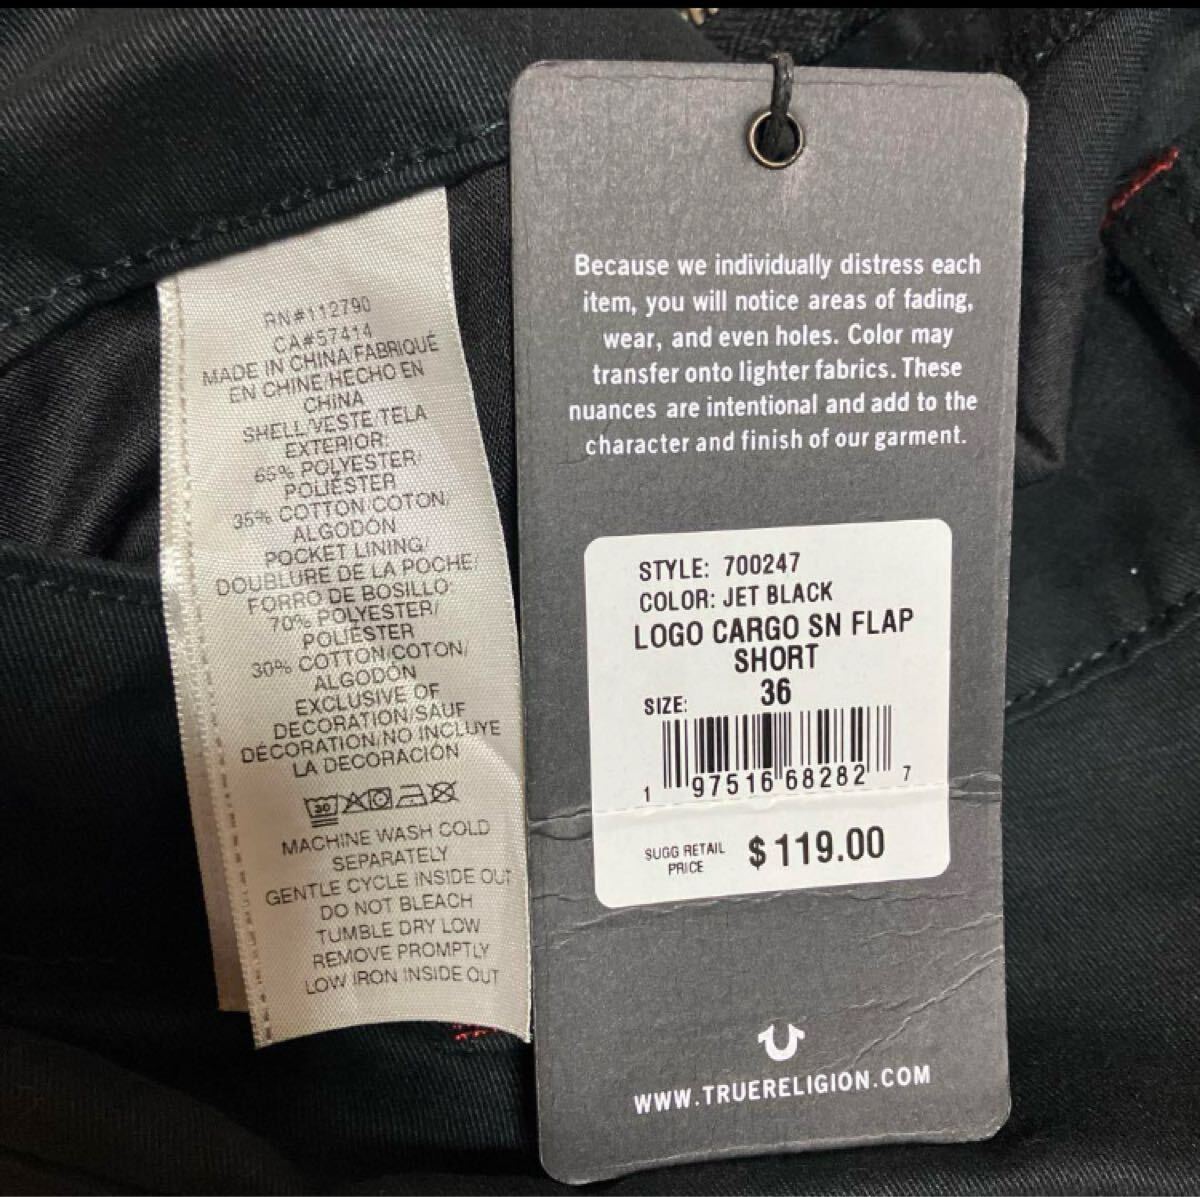 RN#112790
CA#57414
MADE IN CHINA/FABRIQUÉ
EN CHINE/HECHO EN
CHINA
SHELL/VESTE/TELA
EXTERIOR:
65% POLYESTER/
POLIÉSTER
35% COTTON/COTON/
ALGODÓN
POCKET LINING/
DOUBLURE DE LA POCHE/
FORRO DE BOSILLO:
70% POLYESTER/
POLIÉSTER
30% COTTON/COTON/
ALGODÓN
EXCLUSIVE OF
DECORATION/SAUF
DÉCORATION/NO INCLUYE
LA DECORACIÓN
30
MACHINE WASH COLD
SEPARATELY
GENTLE CYCLE INSIDE OUT
DO NOT BLEACH
TUMBLE DRY LOW
REMOVE PROMPTLY
LOW IRON INSIDE OUT
Because we individually distress each
item, you will notice areas of fading,
wear, and even holes. Color may
transfer onto lighter fabrics. These
nuances are intentional and add to the
character and finish of our garment.
STYLE: 700247
COLOR: JET BLACK
LOGO CARGO SN FLAP
SHORT
SIZE: 36
1 97516 68282 7
SUGG RETAIL
PRICE $119.00
WWW.TRUERELIGION.COM